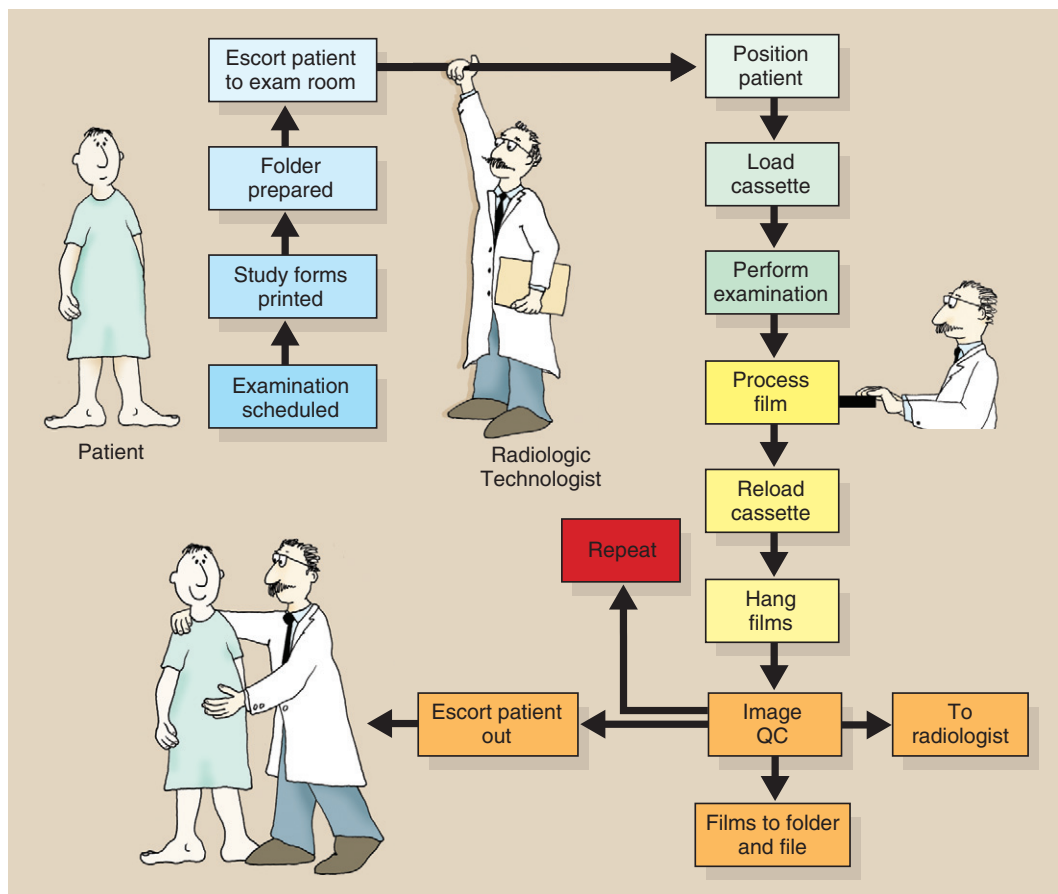 Escort patient
to exam room
Folder
prepared
Study forms
printed
Examination
scheduled
Patient
Radiologic
Technologist
Position
patient
Load
cassette
Perform
examination
Process
film
Reload
cassette
Repeat
Hang
films
Escort patient
out
Image
QC
To
radiologist
Films to folder
and file